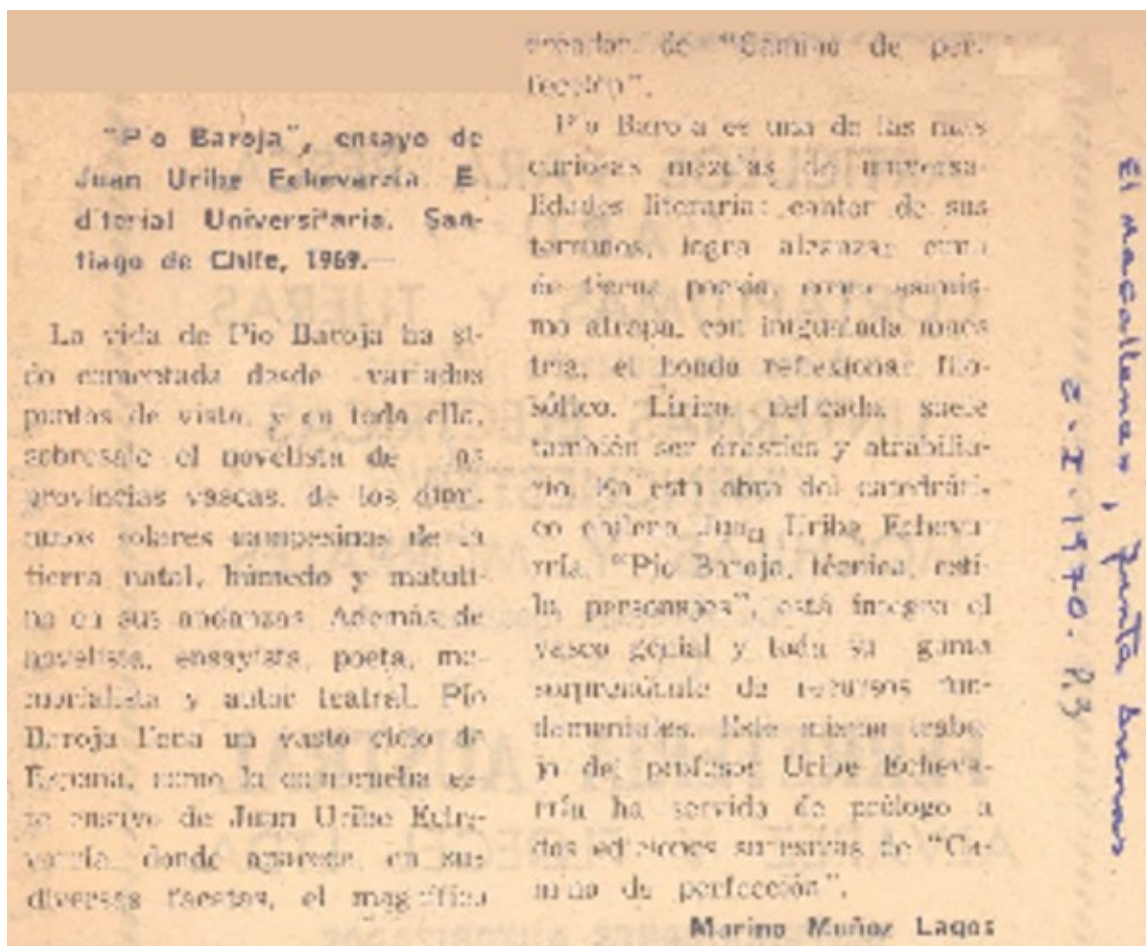 "Pío Baroja", ensayo de
Juan Uribe Echevarría. E-
ditorial Universitaria. San-
tiago de Chile, 1969.—
La vida de Pío Baroja ha si-
do comentada desde variados
puntos de vista, y en toda ella,
sobresale el novelista de las
provincias vascas, de los
solares campesinos de la
tierra natal, húmedo y matuti-
no en sus andanzas. Además de
novelista, ensayista, poeta, me-
morialista y autor teatral, Pío
Baroja llena un vasto ciclo de
España, como lo comprueba es-
te ensayo de Juan Uribe Eche-
varría, donde aparece, en sus
diversas facetas, el magnífico
creador de "Camino de per-
fección".
Pío Baroja es una de las más
curiosas mezclas de universa-
lidades literarias: cantor de sus
terruños, logra alcanzar cima
de tierna poesía, como asimis-
mo atrapa, con inigualada maes
tría, el hondo reflexionar filo-
sófico. Lírico, delicado, suele
también ser drástico y atrabilia-
rio. En esta obra del catedráti-
co chileno Juan Uribe Echeva-
rría, "Pío Baroja, técnica, esti-
lo, personajes", está íntegro el
vasco genial y toda su gama
sorprendente de recursos fun-
damentales. Este mismo traba-
jo del profesor Uribe Echeva-
rría ha servido de prólogo a
dos ediciones sucesivas de "Ca-
mino de perfección".
Marino Muñoz Lagos
El Magallanes, Punta Arenas
2-I-1970. P.3